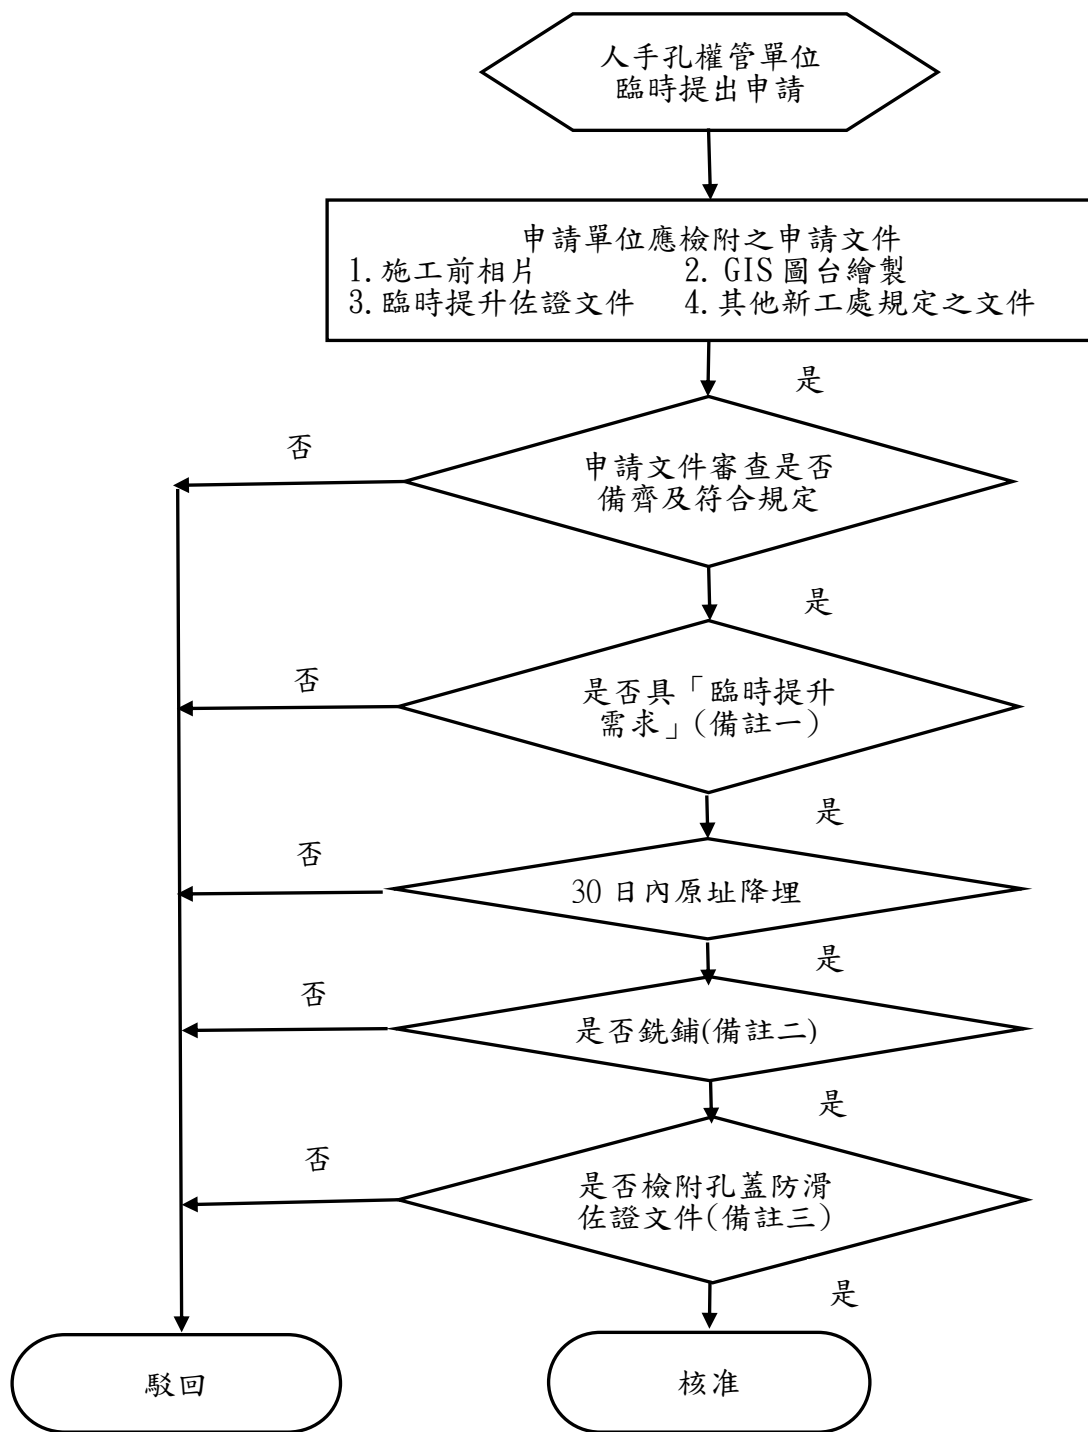 人手孔權管單位
臨時提出申請
申請單位應檢附之申請文件
1.施工前相片 2. GIS 圖台繪製
3.臨時提升佐證文件 4.其他新工處規定之文件
是
否
申請文件審查是否
備齊及符合規定
是
否
是否具「臨時提升
需求」(備註一)
是
否
30 日內原址降埋
是
否
是否銑鋪(備註二)
是
否
是否檢附孔蓋防滑
佐證文件(備註三)
是
駁回
核准